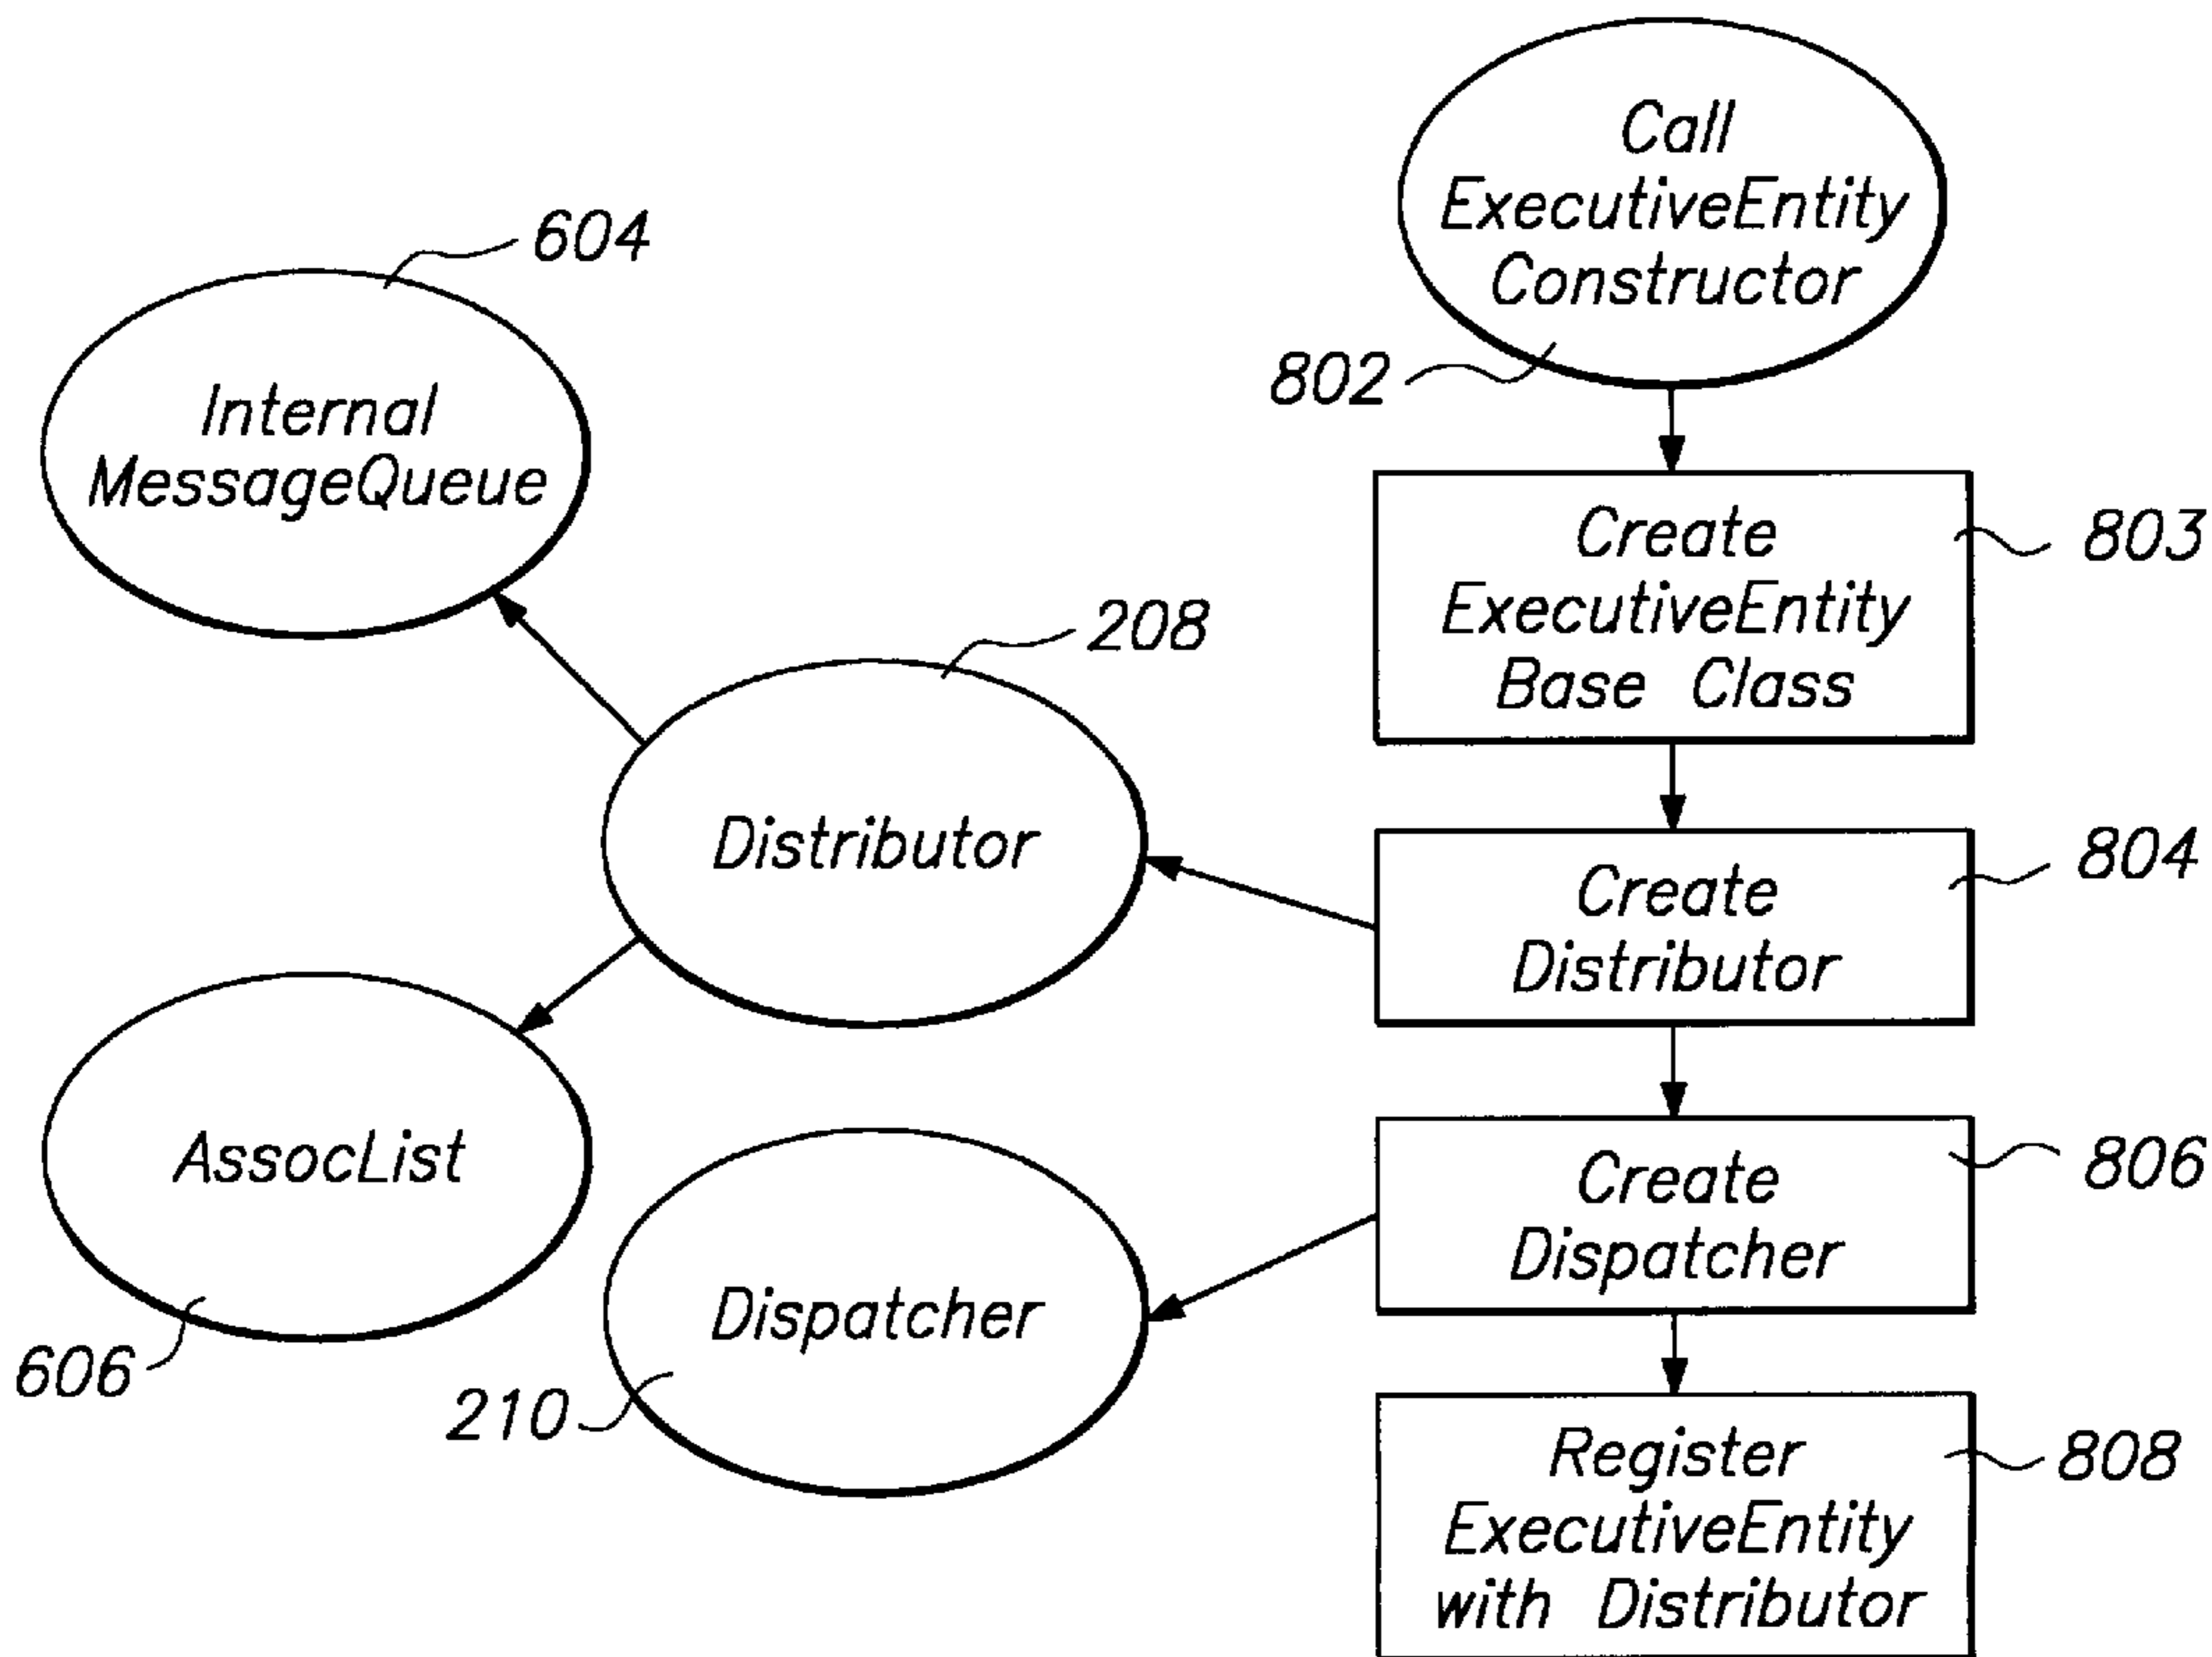 Call
ExecutiveEntity
Constructor
802
604
Internal
MessageQueue
Create
ExecutiveEntity
Base Class
803
208
Distributor
Create
Distributor
804
AssocList
606
Create
Dispatcher
806
Dispatcher
210
Register
ExecutiveEntity
with Distributor
808